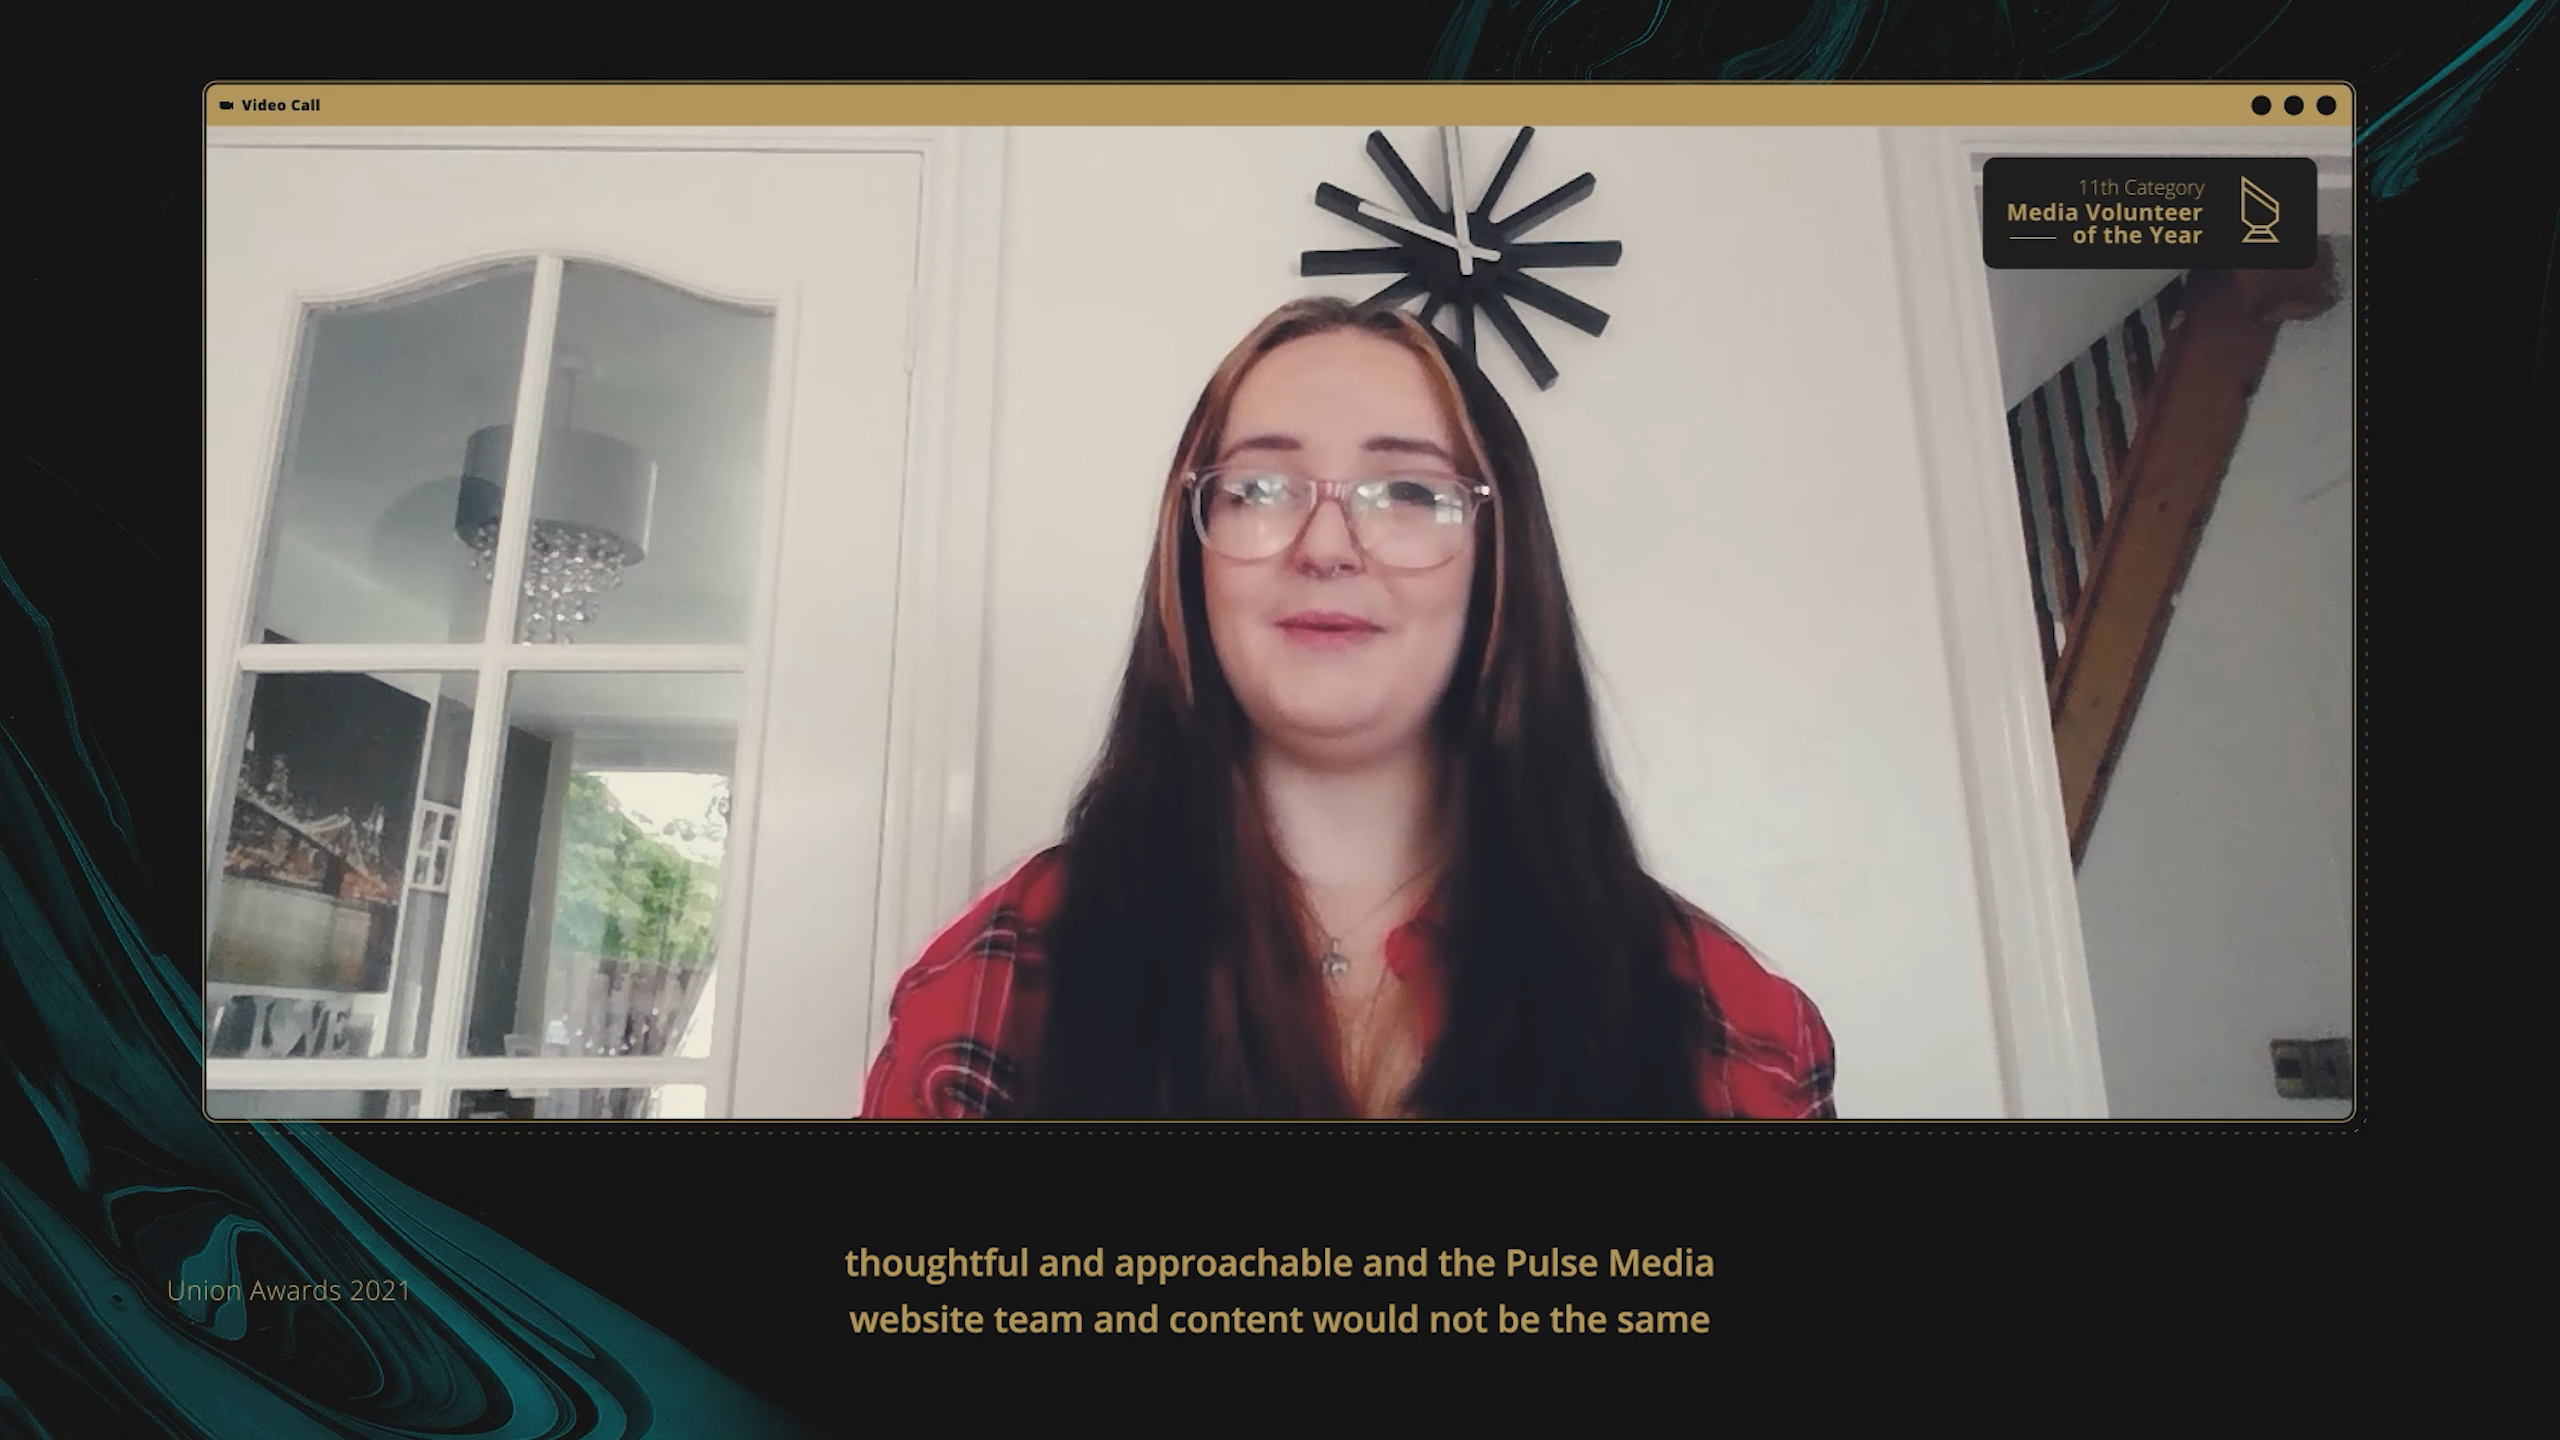 Video Call
11th Category
Media Volunteer
of the Year
LOVE
thoughtful and approachable and the Pulse Media
website team and content would not be the same
Union Awards 2021